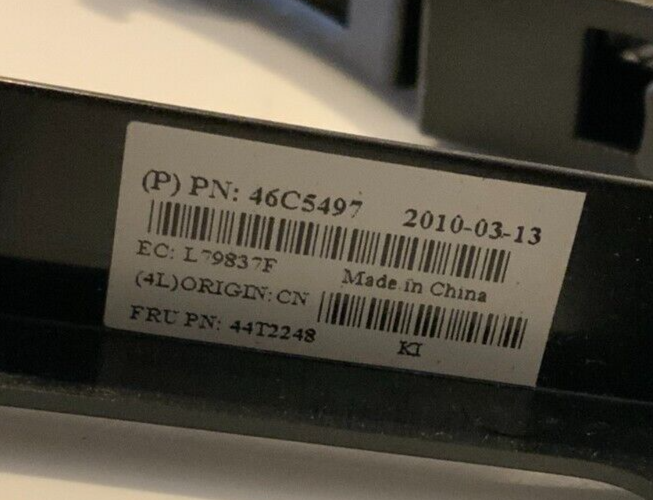 (P) PN: 46C5497 2010-03-13
EC: L79837F
Made in China
(4L)ORIGIN: CN
FRU PN: 44T2248
KI